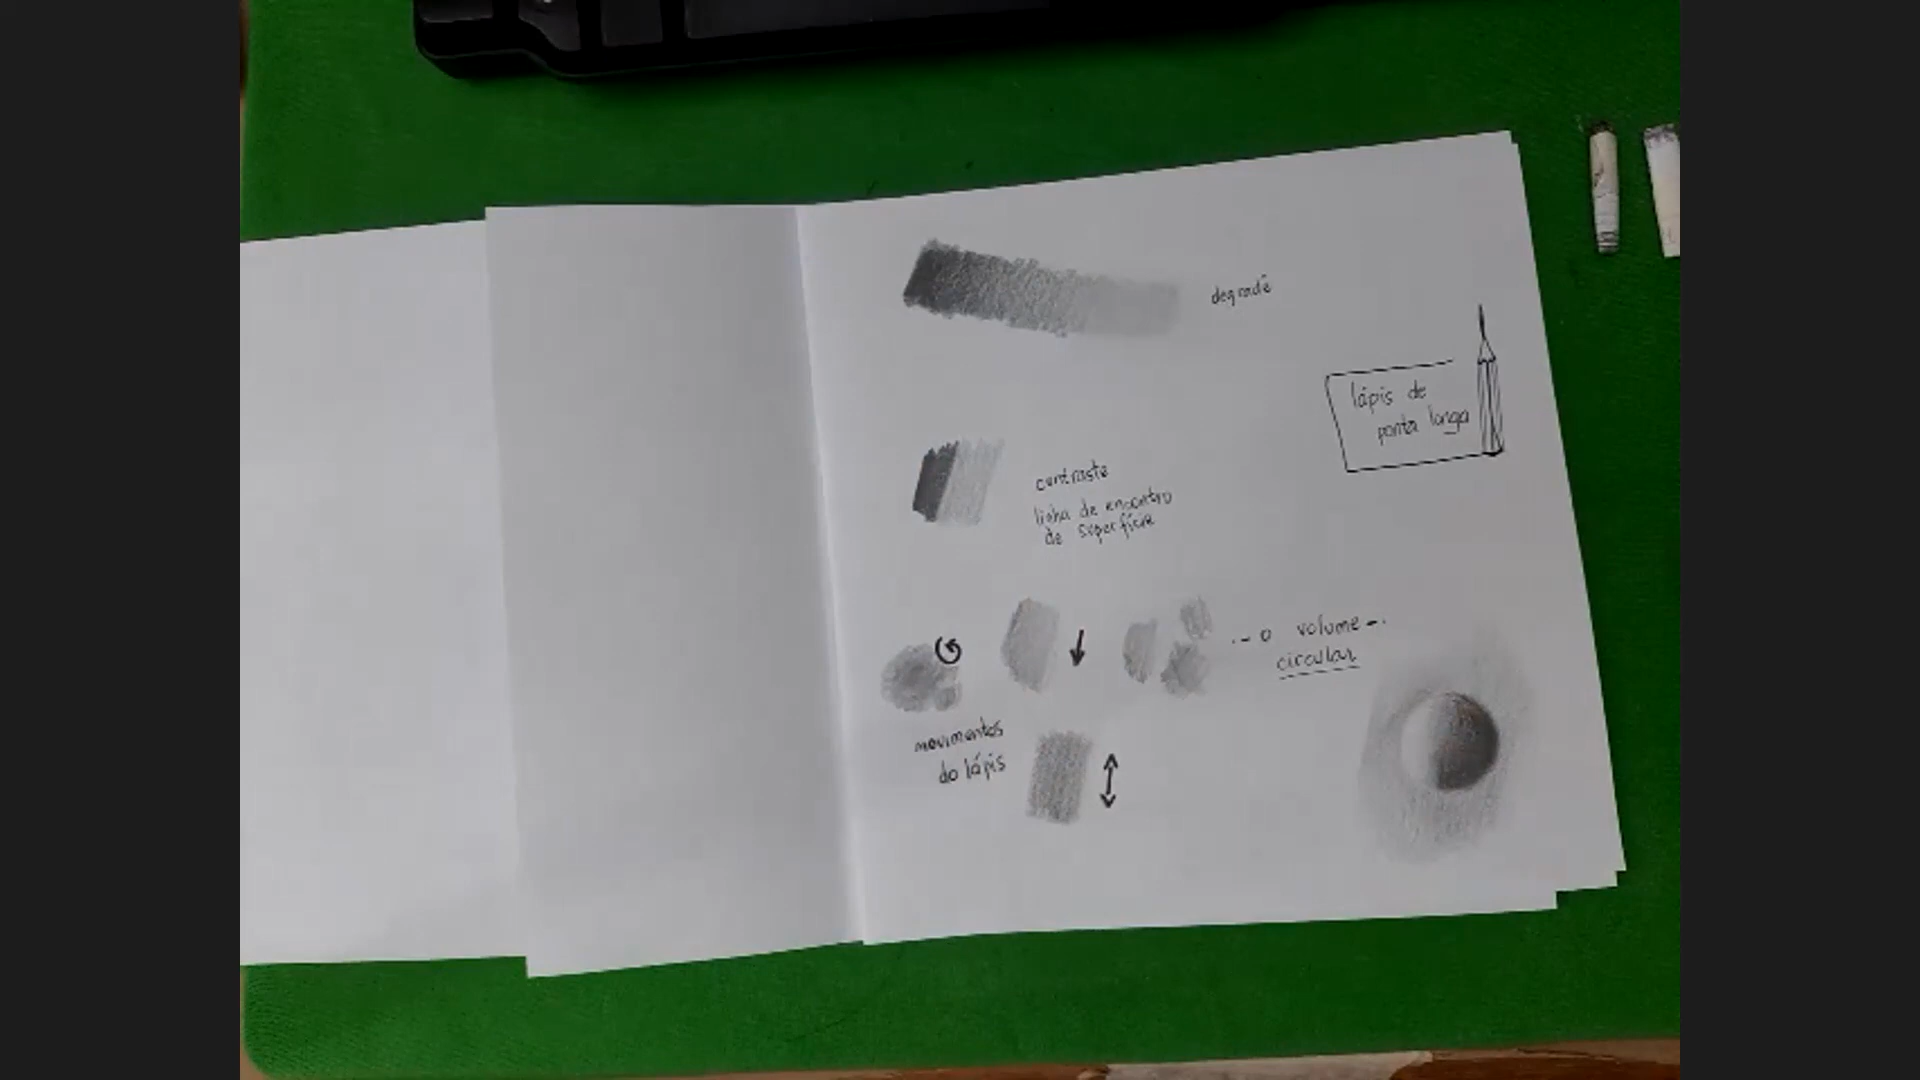 degradê
lápis de
ponta longa
contraste
linha de encontro
de superfície
.- o volume -.
circular
movimentos
do lápis